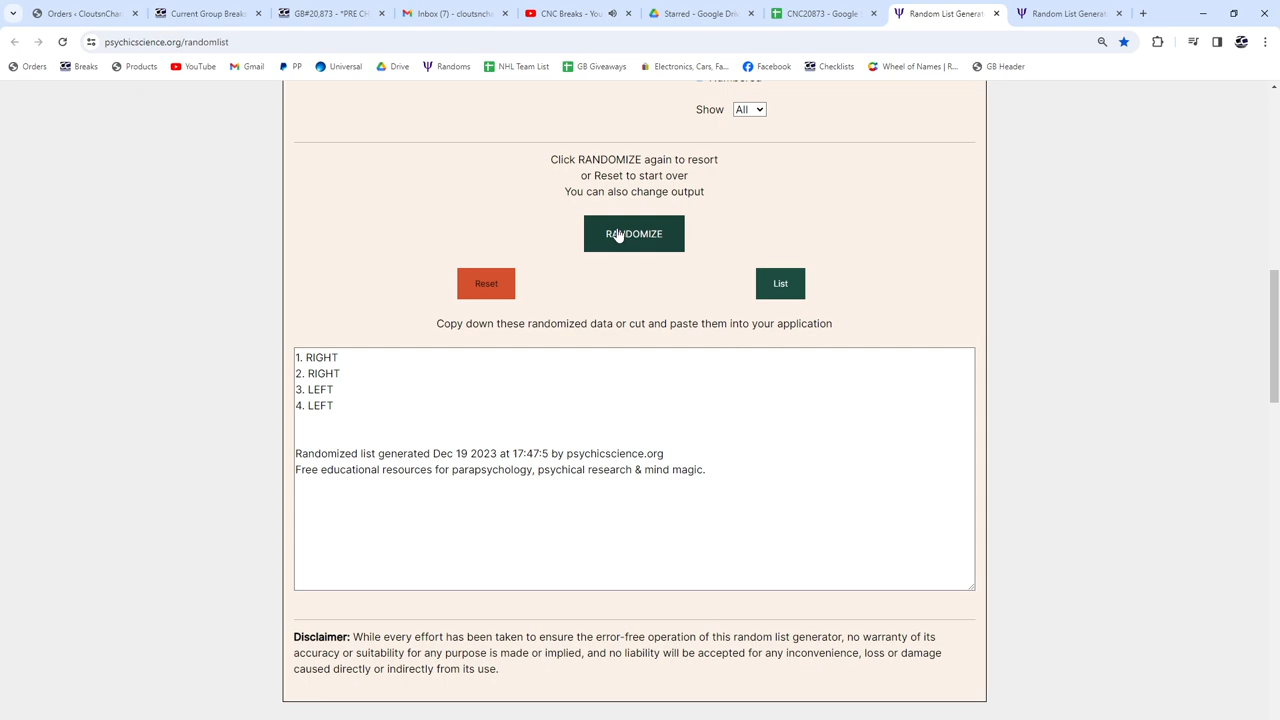 Orders ‹ CloutsnChan
Current Group Breaks
GB#20,873 - *PRE CH
Inbox (7) - cloutsnch
CNC Breaks - You
Starred - Google Dri
CNC20873 - Google
Random List Generat
Random List Generat
psychicscience.org/randomlist
Orders
Breaks
Products
YouTube
Gmail
PP
Universal
Drive
Randoms
NHL Team List
GB Giveaways
Electronics, Cars, Fa...
Facebook
Checklists
Wheel of Names | R...
GB Header
Numbered
Show All
Click RANDOMIZE again to resort
or Reset to start over
You can also change output
RANDOMIZE
Reset
List
Copy down these randomized data or cut and paste them into your application
1. RIGHT
2. RIGHT
3. LEFT
4. LEFT
Randomized list generated Dec 19 2023 at 17:47:5 by psychicscience.org
Free educational resources for parapsychology, psychical research & mind magic.
Disclaimer: While every effort has been taken to ensure the error-free operation of this random list generator, no warranty of its
accuracy or suitability for any purpose is made or implied, and no liability will be accepted for any inconvenience, loss or damage
caused directly or indirectly from its use.